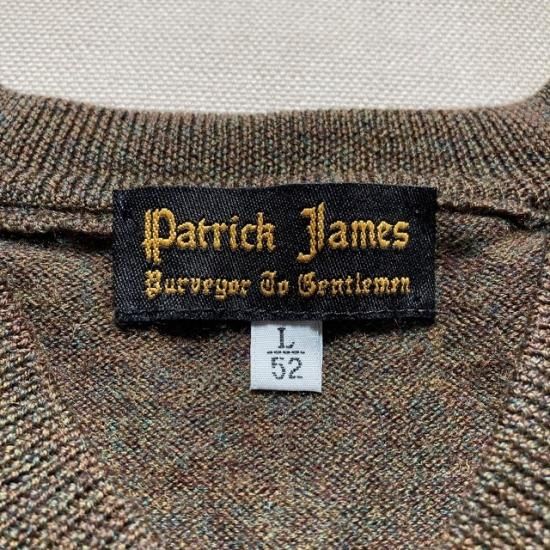 Patrick James
Purveyor To Gentlemen
L
52